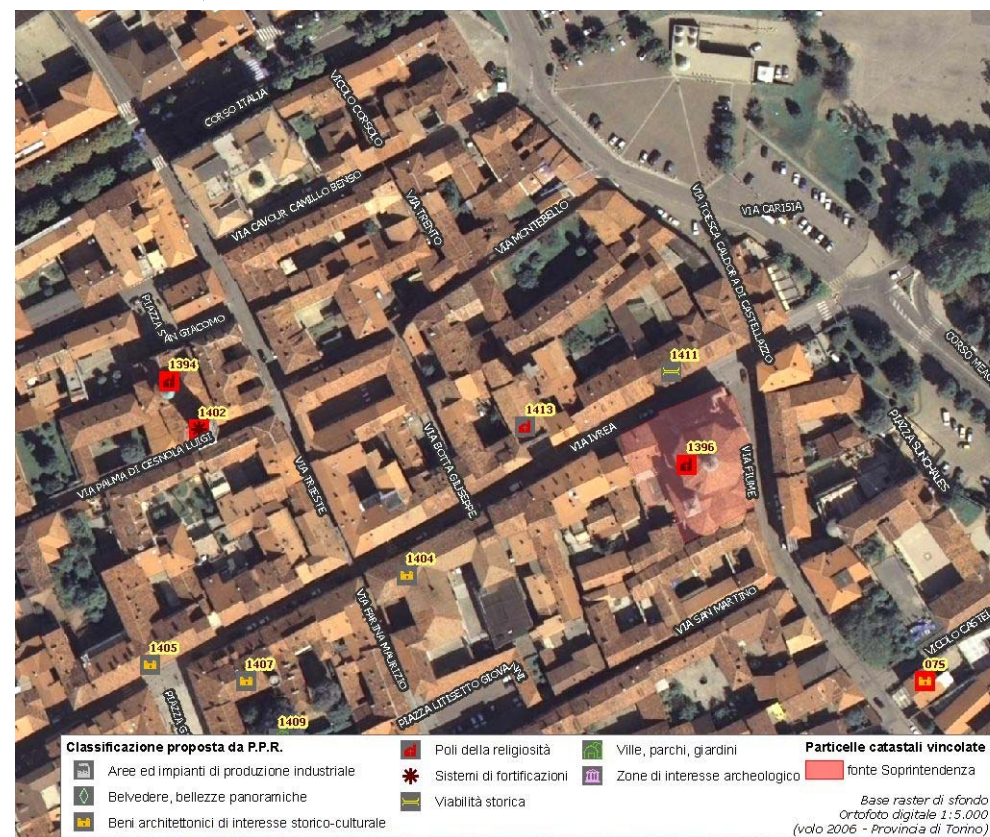 CORSO ITALIA
VICOLO CORSOLO
VIA CAVOUR CAMILLO BENSO
VIA TRENTO
VIA MONTEBELLO
VIA TOESCA CALDORA DI CASTELLAZZO
VIA CARISIA
PIAZZA SAN GIACOMO
CORSO MERC
1394
1411
1402
1413
VIA IVREA
1396
PIAZZA SUNCHALES
VIA PALMA DI CESNOLA LUIGI
VIA TRIESTE
VIA BOTTA GIUSEPPE
VIA FIUME
1404
VIA FARINA MAURIZIO
VIA SAN MARTINO
VICOLO CASTEL
1405
1407
075
PIAZZA LITISETTO GIOVANNI
PIAZZA G
1409
Classificazione proposta da P.P.R.
Aree ed impianti di produzione industriale
Belvedere, bellezze panoramiche
Beni architettonici di interesse storico-culturale
Poli della religiosità
Sistemi di fortificazioni
Viabilità storica
Ville, parchi, giardini
Zone di interesse archeologico
Particelle catastali vincolate
fonte Soprintendenza
Base raster di sfondo
Ortofoto digitale 1:5.000
(volo 2006 - Provincia di Torino)